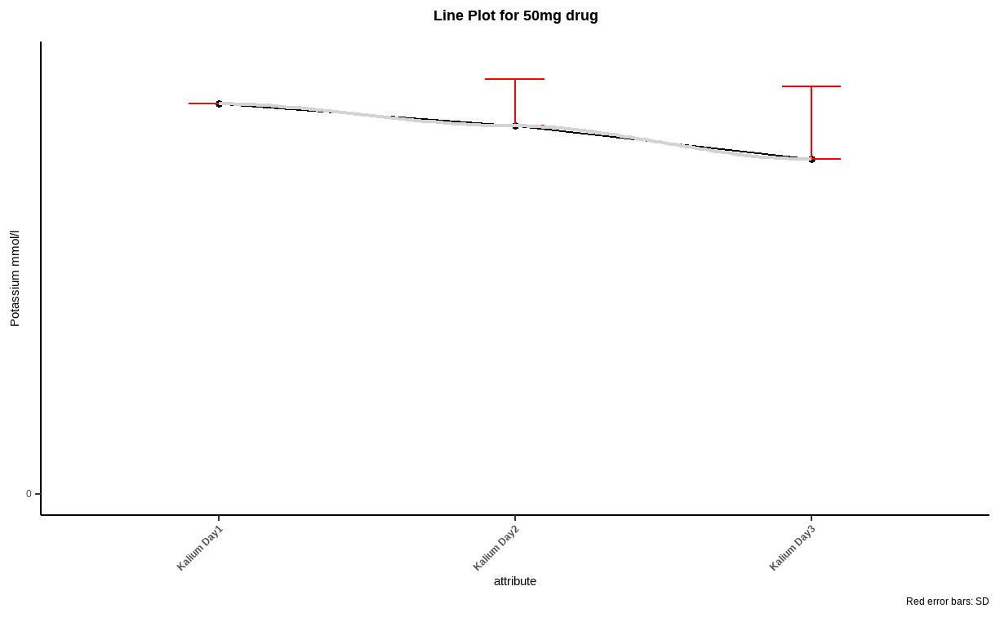 Line Plot for 50mg drug
Potassium mmol/l
0
Kalium Day1
Kalium Day2
Kalium Day3
attribute
Red error bars: SD